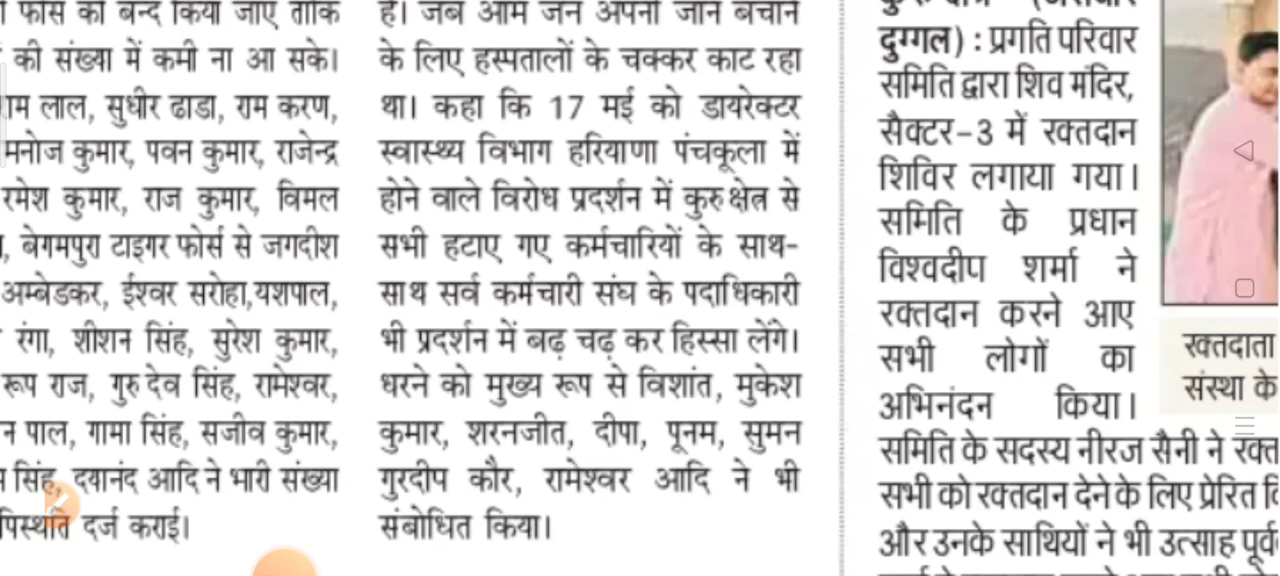 फीस को बन्द किया जाए ताकि
की संख्या में कमी ना आ सके।
राम लाल, सुधीर ढाडा, राम करण,
मनोज कुमार, पवन कुमार, राजेन्द्र
रमेश कुमार, राज कुमार, विमल
, बेगमपुरा टाइगर फोर्स से जगदीश
अम्बेडकर, ईश्वर सरोहा,यशपाल,
रंगा, शीशन सिंह, सुरेश कुमार,
रूप राज, गुरुदेव सिंह, रामेश्वर,
पाल, गामा सिंह, सजीव कुमार,
सिंह, दयानंद आदि ने भारी संख्या
दर्ज कराई।
है। जब आम जन अपनी जान बचाने
के लिए हस्पतालों के चक्कर काट रहा
था। कहा कि 17 मई को डायरेक्टर
स्वास्थ्य विभाग हरियाणा पंचकूला में
होने वाले विरोध प्रदर्शन में कुरुक्षेत्र से
सभी हटाए गए कर्मचारियों के साथ-
साथ सर्व कर्मचारी संघ के पदाधिकारी
भी प्रदर्शन में बढ़ चढ़ कर हिस्सा लेंगे।
धरने को मुख्य रूप से विशांत, मुकेश
कुमार, शरनजीत, दीपा, पूनम, सुमन
गुरदीप कौर, रामेश्वर आदि ने भी
संबोधित किया।
दुग्गल) : प्रगति परिवार
समिति द्वारा शिव मंदिर,
सैक्टर-3 में रक्तदान
शिविर लगाया गया।
समिति के प्रधान
विश्वदीप शर्मा ने
रक्तदान करने आए
सभी लोगों का
अभिनंदन किया।
समिति के सदस्य नीरज सैनी ने
सभी को रक्तदान देने के लिए प्रेरित
और उनके साथियों ने भी उत्साह
रक्तदाता
संस्था के